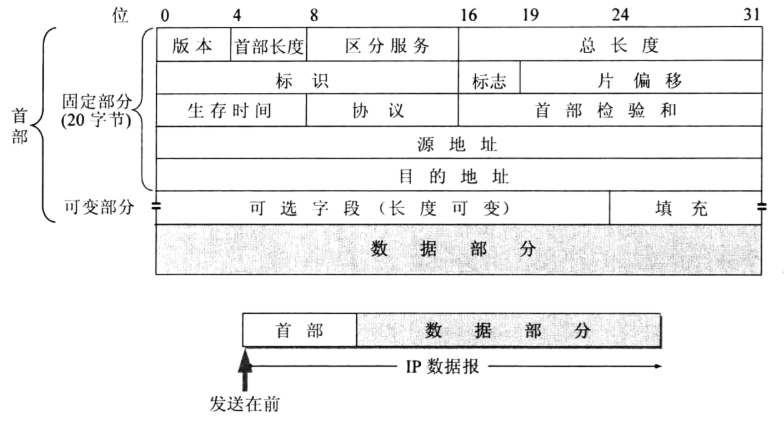 位 0 4 8 16 19 24 31
版本 首部长度 区分服务 总长度
标识 标志 片偏移
首部 固定部分 (20字节)
生存时间 协议 首部检验和
源地址
目的地址
可变部分 可选字段(长度可变) 填充
数据部分
首部 数据部分
IP 数据报
发送在前